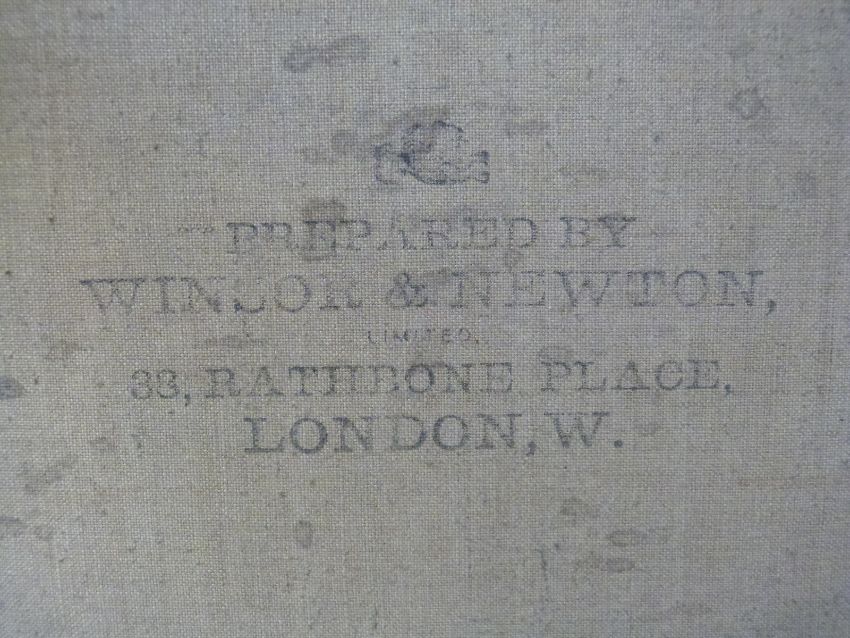 PREPARED BY
WINSOR & NEWTON,
LIMITED.
38, RATHBONE PLACE,
LONDON, W.